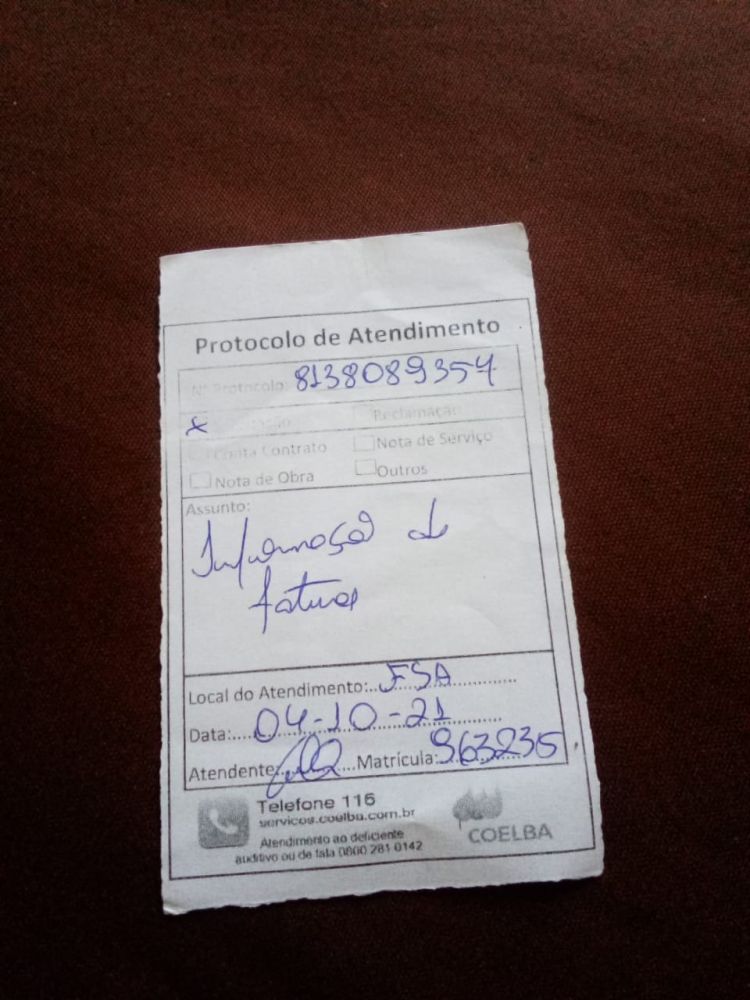 Protocolo de Atendimento
Nº Protocolo: 8138089354
x Reclamação
Conta Contrato Nota de Serviço
Nota de Obra Outros
Assunto:
Informação de
fatura
Local do Atendimento:..FSA
Data:....04-10-21
Atendente:.....Matrícula:963235
Telefone 116
servicos.coelba.com.br
Atendimento ao deficiente
auditivo ou de fala 0800 281 0142
COELBA